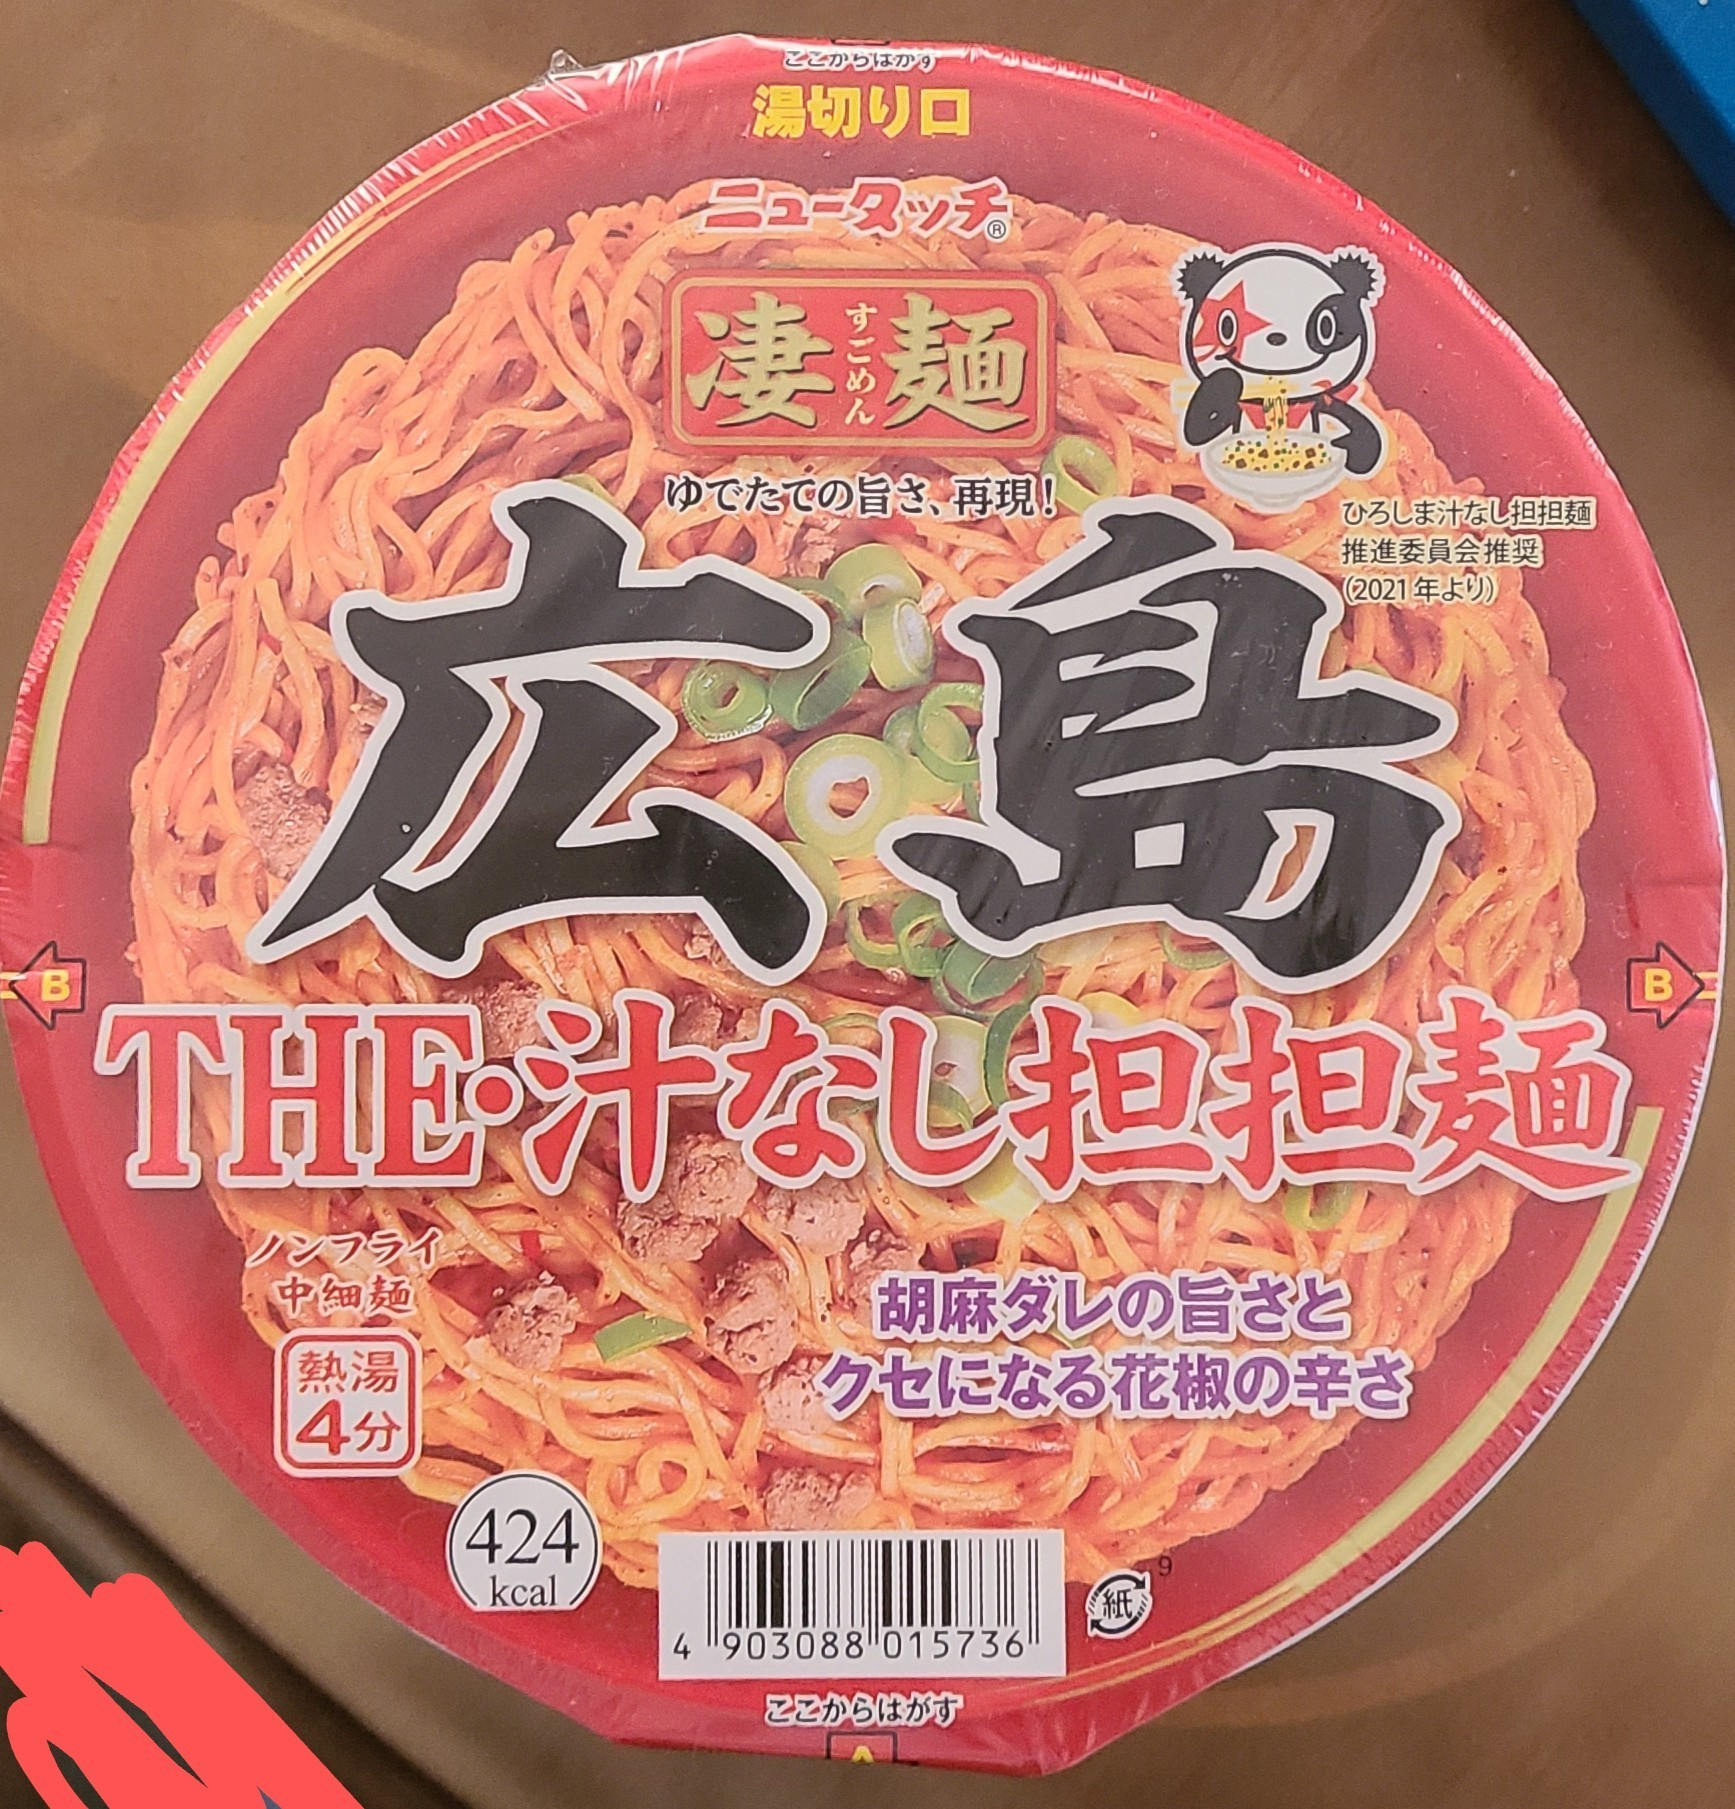 ここからはがす
湯切り口
ニュータッチ®
凄麺
すごめん
ゆでたての旨さ、再現!
ひろしま汁なし担担麺
推進委員会推奨
(2021年より)
広島
B
B
THE・汁なし担担麺
ノンフライ
中細麺
熱湯
4分
胡麻ダレの旨さと
クセになる花椒の辛さ
424
kcal
4 903088 015736
紙
9
ここからはがす
A